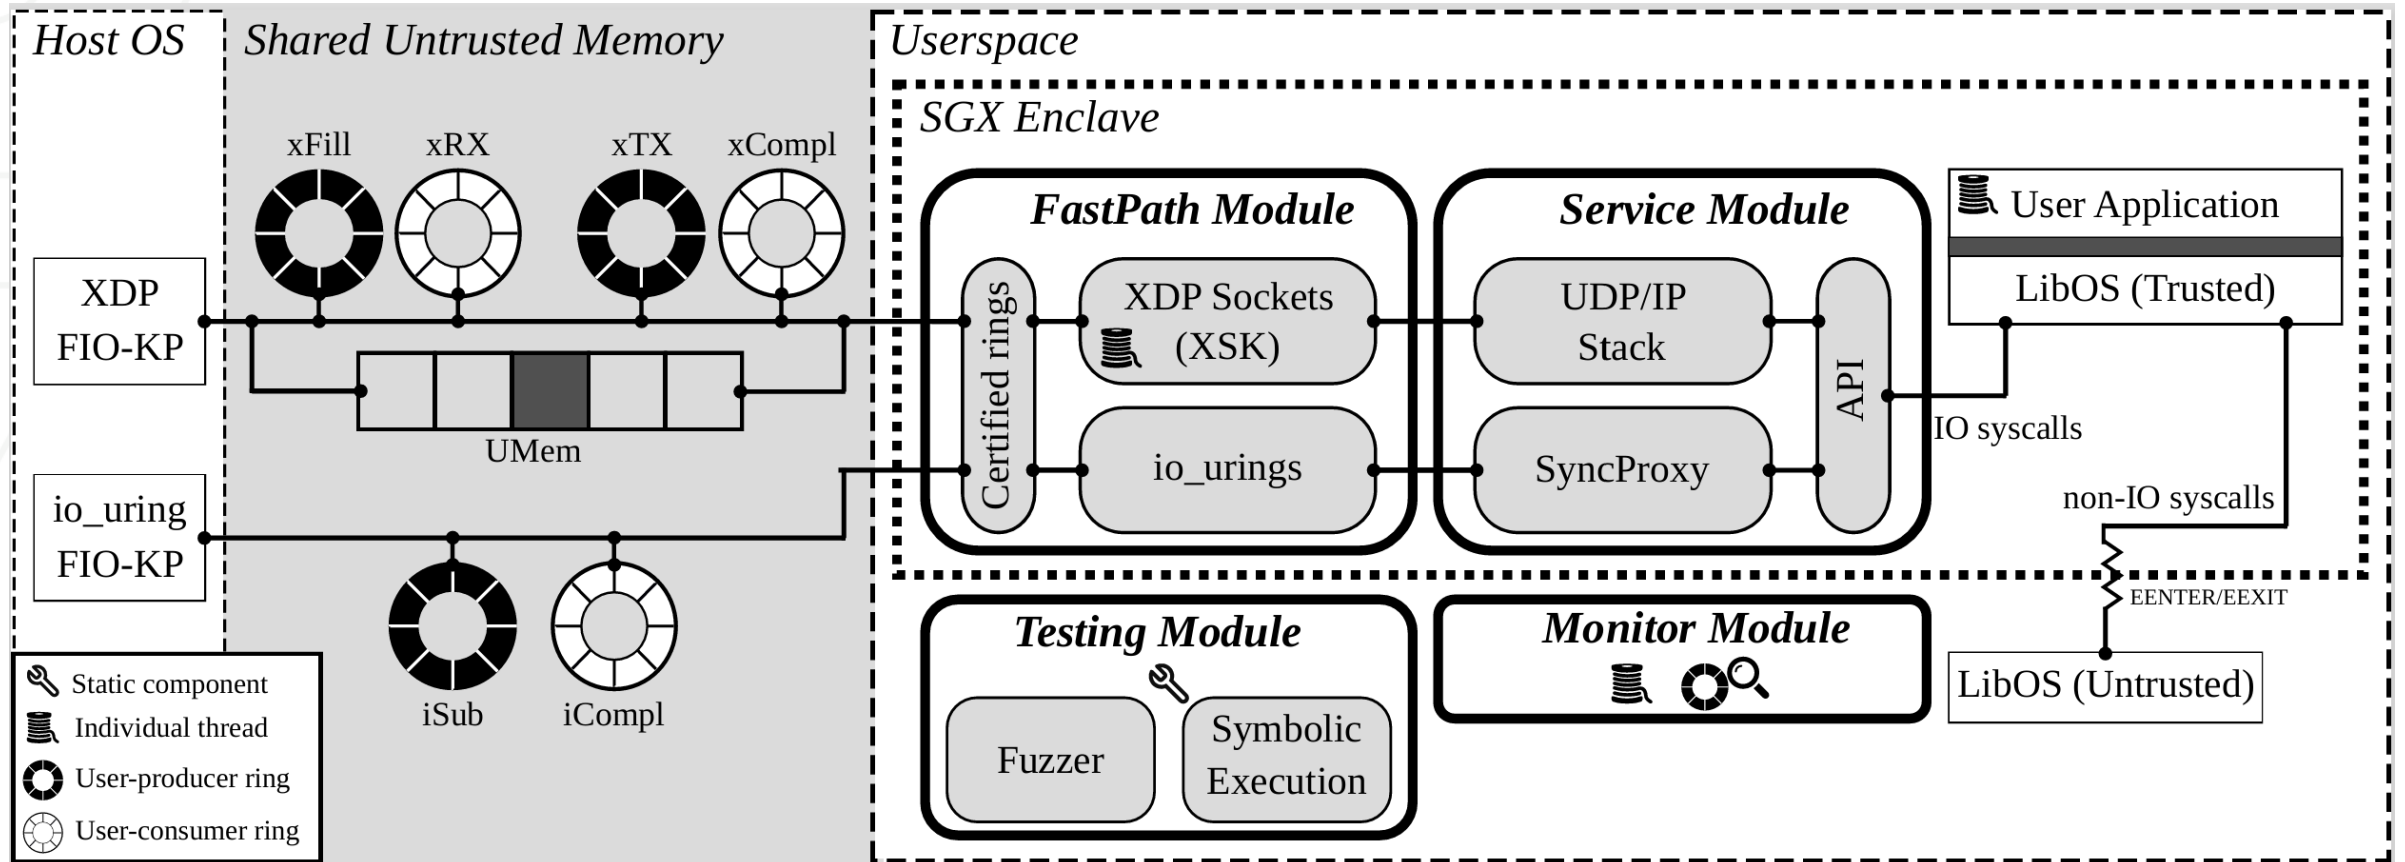 Host OS
Shared Untrusted Memory
Userspace
SGX Enclave
xFill
xRX
xTX
xCompl
XDP
FIO-KP
UMem
io_uring
FIO-KP
iSub
iCompl
FastPath Module
Certified rings
XDP Sockets
(XSK)
io_urings
Service Module
UDP/IP
Stack
SyncProxy
API
User Application
LibOS (Trusted)
IO syscalls
non-IO syscalls
EENTER/EEXIT
LibOS (Untrusted)
Testing Module
Fuzzer
Symbolic
Execution
Monitor Module
Static component
Individual thread
User-producer ring
User-consumer ring